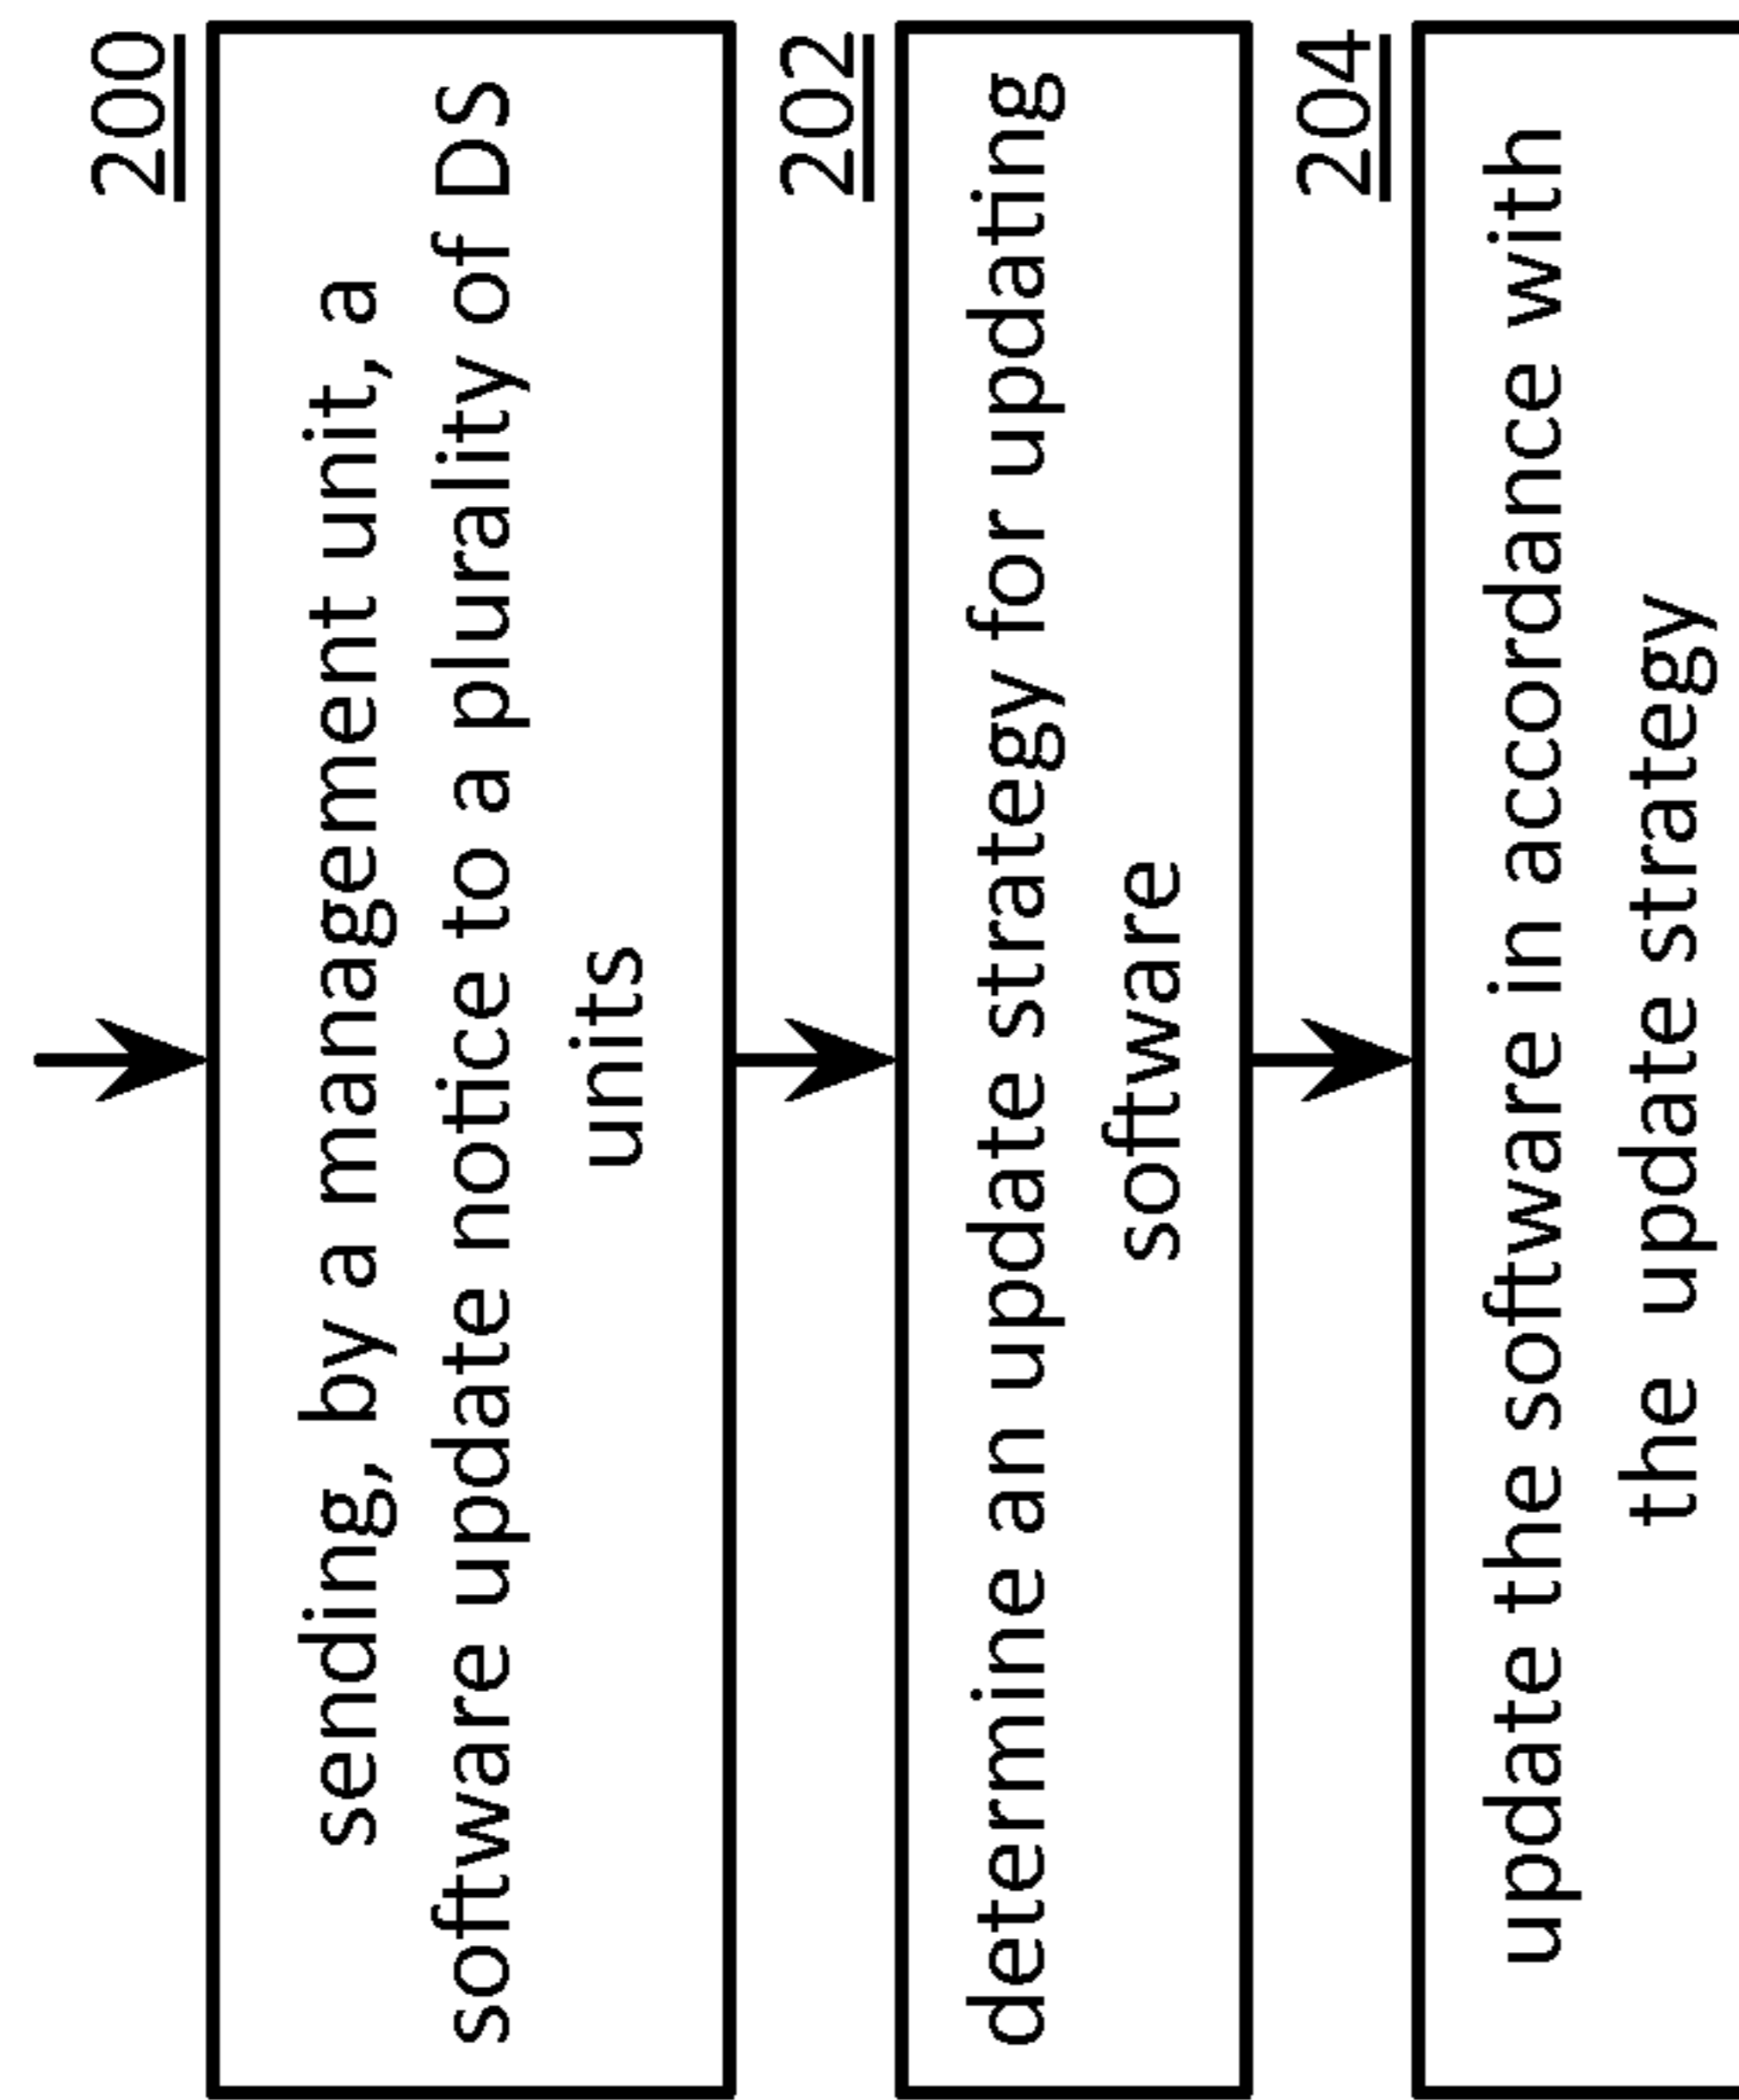 200
sending, by a management unit, a
software update notice to a plurality of DS
units
202
determine an update strategy for updating
software
204
update the software in accordance with
the update strategy